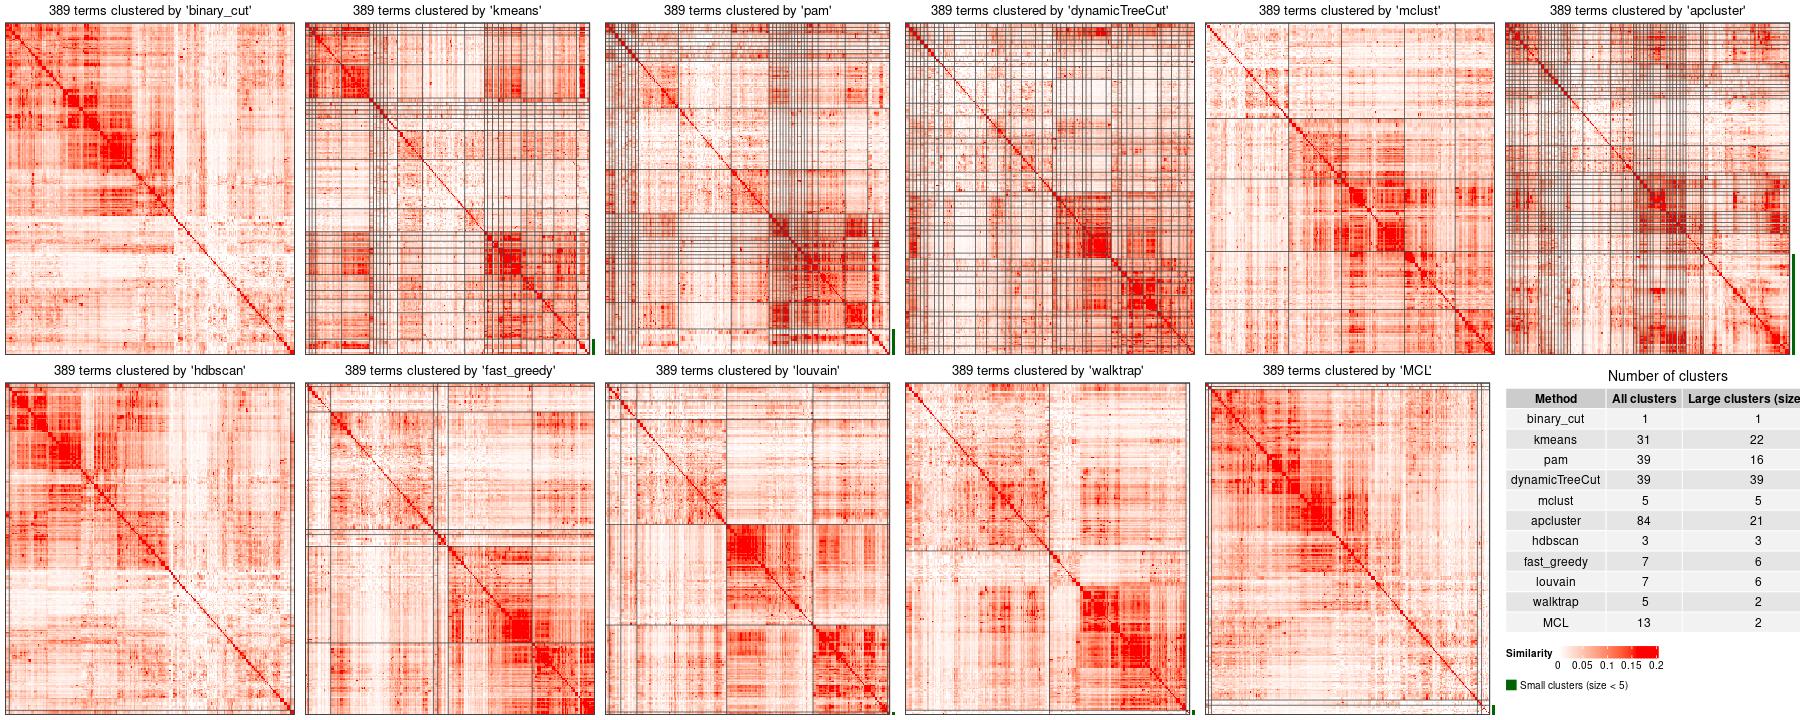 389 terms clustered by 'binary_cut'
389 terms clustered by 'kmeans'
389 terms clustered by 'pam'
389 terms clustered by 'dynamicTreeCut'
389 terms clustered by 'mclust'
389 terms clustered by 'apcluster'
389 terms clustered by 'hdbscan'
389 terms clustered by 'fast_greedy'
389 terms clustered by 'louvain'
389 terms clustered by 'walktrap'
389 terms clustered by 'MCL'
Number of clusters
Method All clusters Large clusters (size
binary_cut 1 1
kmeans 31 22
pam 39 16
dynamicTreeCut 39 39
mclust 5 5
apcluster 84 21
hdbscan 3 3
fast_greedy 7 6
louvain 7 6
walktrap 5 2
MCL 13 2
Similarity
0 0.05 0.1 0.15 0.2
Small clusters (size < 5)